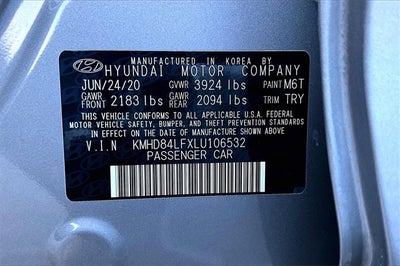 MANUFACTURED IN KOREA BY
HYUNDAI MOTOR COMPANY
JUN/24/20 GVWR 3924 lbs PAINT M6T
GAWR FRONT 2183 lbs GAWR REAR 2094 lbs TRIM TRY
THIS VEHICLE CONFORMS TO ALL APPLICABLE U.S.A FEDERAL
MOTOR VEHICLE SAFETY, BUMPER, AND THEFT PREVENTION
STANDARDS IN EFFECT ON THE DATE OF MANUFACTURE
SHOWN ABOVE.
V.I.N KMHD84LFXLU106532
PASSENGER CAR